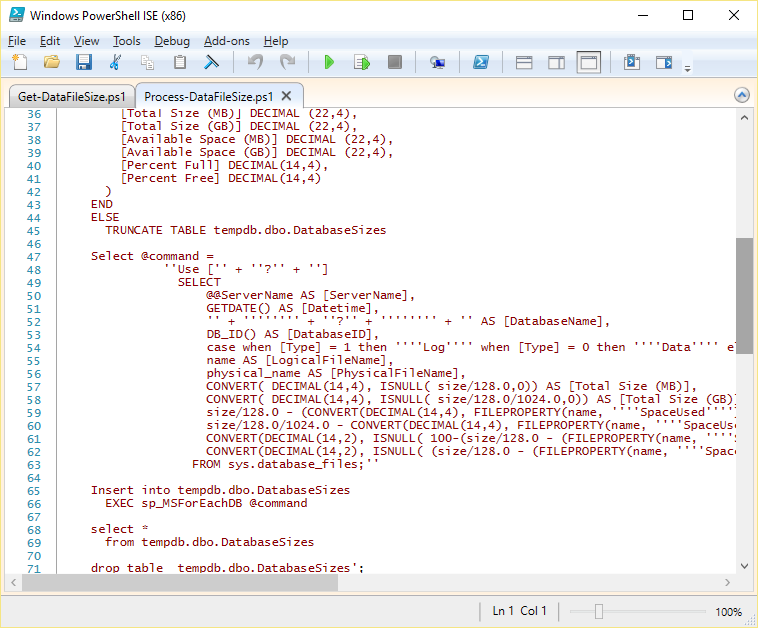 Windows PowerShell ISE (x86)
File Edit View Tools Debug Add-ons Help
Get-DataFileSize.ps1 Process-DataFileSize.ps1
36 [Total Size (MB)] DECIMAL (22,4),
37 [Total Size (GB)] DECIMAL (22,4),
38 [Available Space (MB)] DECIMAL (22,4),
39 [Available Space (GB)] DECIMAL (22,4),
40 [Percent Full] DECIMAL(14,4),
41 [Percent Free] DECIMAL(14,4)
42 )
43 END
44 ELSE
45 TRUNCATE TABLE tempdb.dbo.DatabaseSizes
46
47 Select @command =
48 ''Use ['' + ''?'' + '']
49 SELECT
50 @@ServerName AS [ServerName],
51 GETDATE() AS [Datetime],
52 '' + '''''''' + ''?'' + '''''''' + '' AS [DatabaseName],
53 DB_ID() AS [DatabaseID],
54 case when [Type] = 1 then ''''Log'''' when [Type] = 0 then ''''Data'''' el
55 name AS [LogicalFileName],
56 physical_name AS [PhysicalFileName],
57 CONVERT( DECIMAL(14,4), ISNULL( size/128.0,0)) AS [Total Size (MB)],
58 CONVERT( DECIMAL(14,4), ISNULL( size/128.0/1024.0,0)) AS [Total Size (GB)]
59 size/128.0 - (CONVERT(DECIMAL(14,4), FILEPROPERTY(name, ''''SpaceUsed''''
60 size/128.0/1024.0 - CONVERT(DECIMAL(14,4), FILEPROPERTY(name, ''''SpaceUse
61 CONVERT(DECIMAL(14,2), ISNULL( 100-(size/128.0 - (FILEPROPERTY(name, ''''S
62 CONVERT(DECIMAL(14,2), ISNULL( (size/128.0 - (FILEPROPERTY(name, ''''Spac
63 FROM sys.database_files;''
64
65 Insert into tempdb.dbo.DatabaseSizes
66 EXEC sp_MSForEachDB @command
67
68 select *
69 from tempdb.dbo.DatabaseSizes
70
71 drop table tempdb.dbo.DatabaseSizes';
Ln 1 Col 1 100%